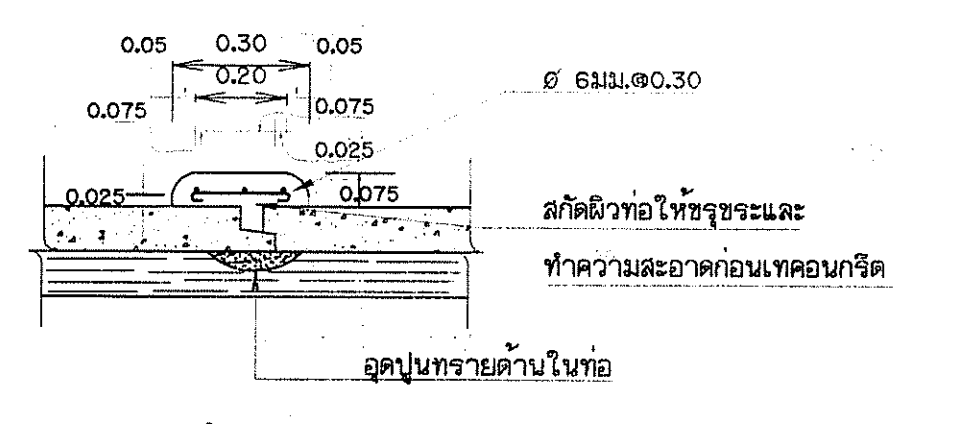 0.05 0.30 0.05
0.20
Ø 6มม.@0.30
0.075 0.075
0.025
0.025 0.075
สกัดผิวท่อให้ขรุขระและ
ทำความสะอาดก่อนเทคอนกรีต
อุดปูนทรายด้านในท่อ